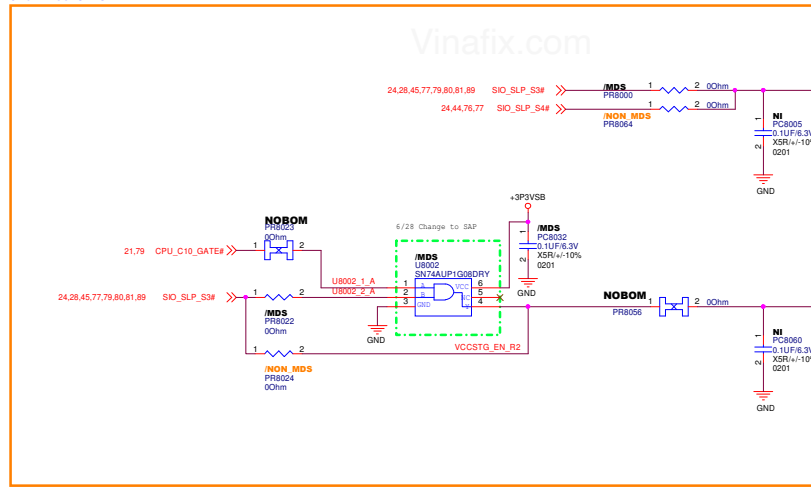 Vinafix.com
24,28,45,77,79,80,81,89 SIO_SLP_S3#
/MDS
PR8000
1 2 0Ohm
24,44,76,77 SIO_SLP_S4#
/NON_MDS
PR8064
1 2 0Ohm
NI
PC8005
0.1UF/6.3V
X5R/+/-10%
0201
1
2
GND
+3P3VSB
/MDS
PC8032
0.1UF/6.3V
X5R/+/-10%
0201
1
2
GND
6/28 Change to SAP
NOBOM
PR8023
0Ohm
21,79 CPU_C10_GATE# 1 2
/MDS
U8002
SN74AUP1G08DRY
U8002_1_A 1 A VCC 6
U8002_2_A 2 B NC 5
3 GND Y 4
GND
24,28,45,77,79,80,81,89 SIO_SLP_S3# 1 2
/MDS
PR8022
0Ohm
1 2 VCCSTG_EN_R2
/NON_MDS
PR8024
0Ohm
NOBOM
PR8056
1 2 0Ohm
NI
PC8060
0.1UF/6.3V
X5R/+/-10%
0201
1
2
GND